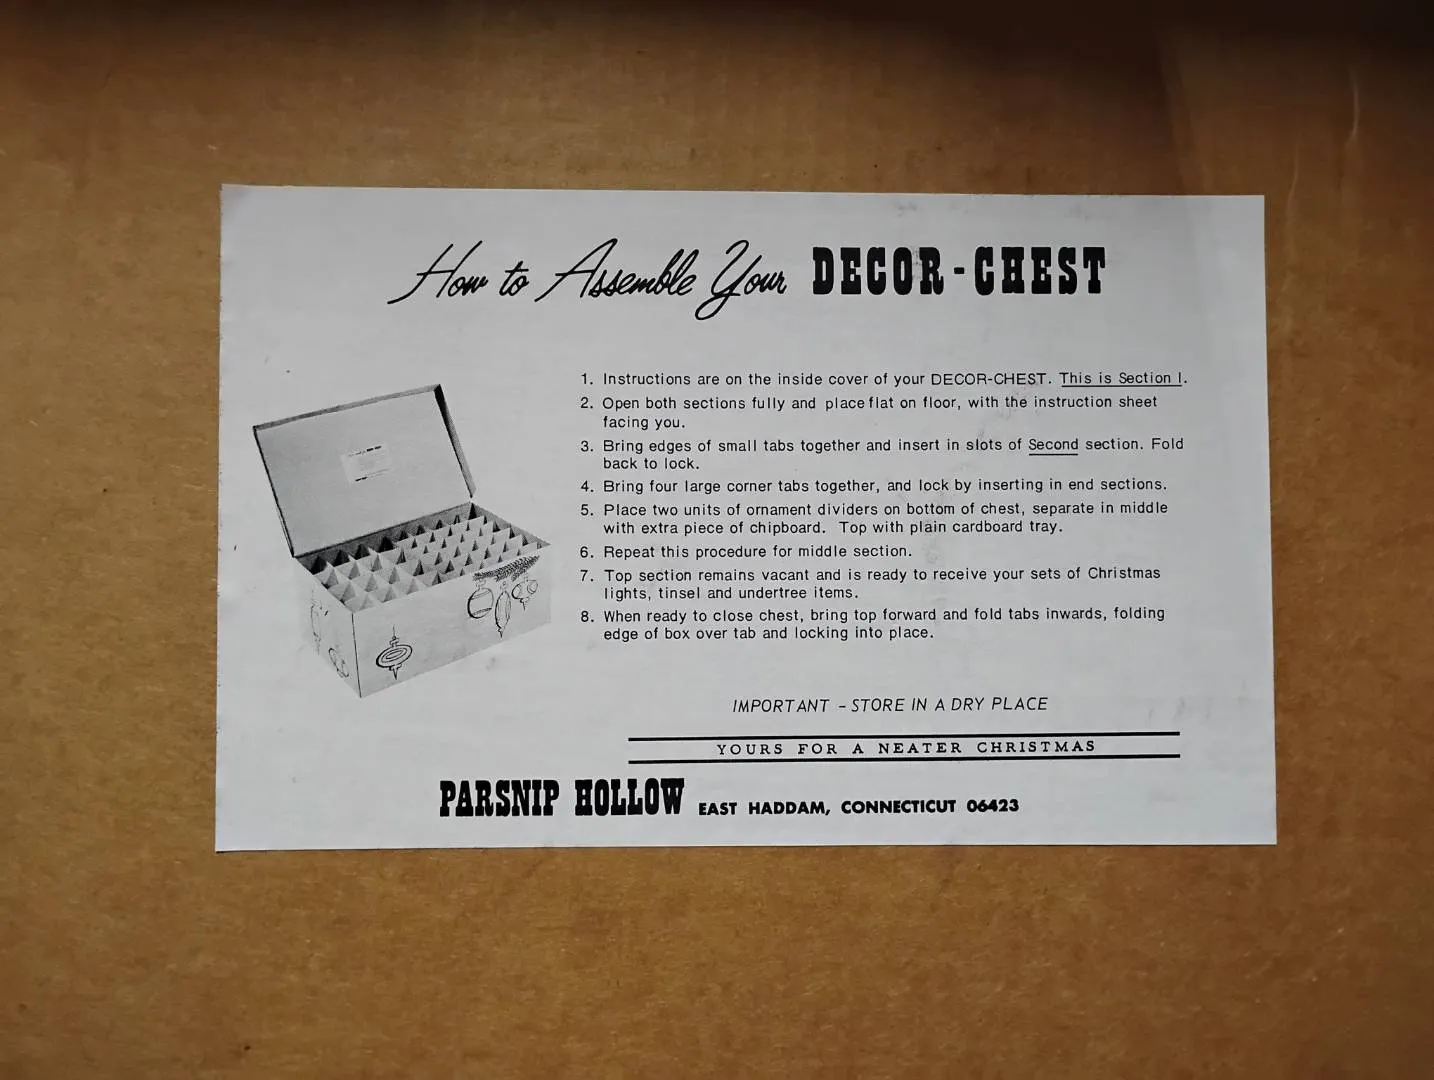 How to Assemble Your DECOR-CHEST
1. Instructions are on the inside cover of your DECOR-CHEST. This is Section I.
2. Open both sections fully and place flat on floor, with the instruction sheet
facing you.
3. Bring edges of small tabs together and insert in slots of Second section. Fold
back to lock.
4. Bring four large corner tabs together, and lock by inserting in end sections.
5. Place two units of ornament dividers on bottom of chest, separate in middle
with extra piece of chipboard. Top with plain cardboard tray.
6. Repeat this procedure for middle section.
7. Top section remains vacant and is ready to receive your sets of Christmas
lights, tinsel and undertree items.
8. When ready to close chest, bring top forward and fold tabs inwards, folding
edge of box over tab and locking into place.
IMPORTANT - STORE IN A DRY PLACE
YOURS FOR A NEATER CHRISTMAS
PARSNIP HOLLOW EAST HADDAM, CONNECTICUT 06423